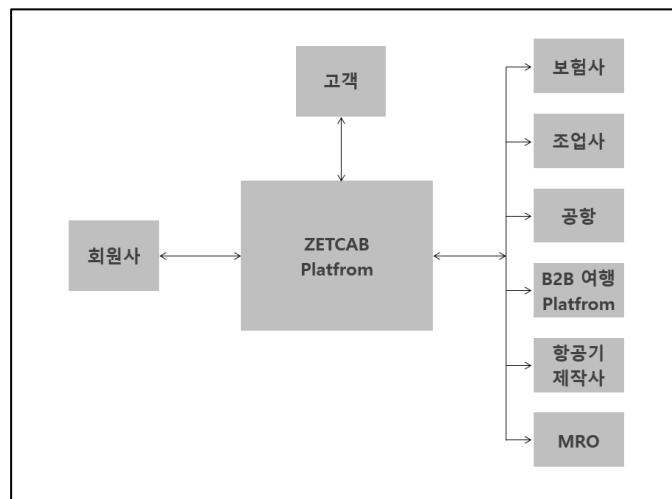 고객
회원사
ZETCAB
Platfrom
보험사
조업사
공항
B2B 여행
Platfrom
항공기
제작사
MRO